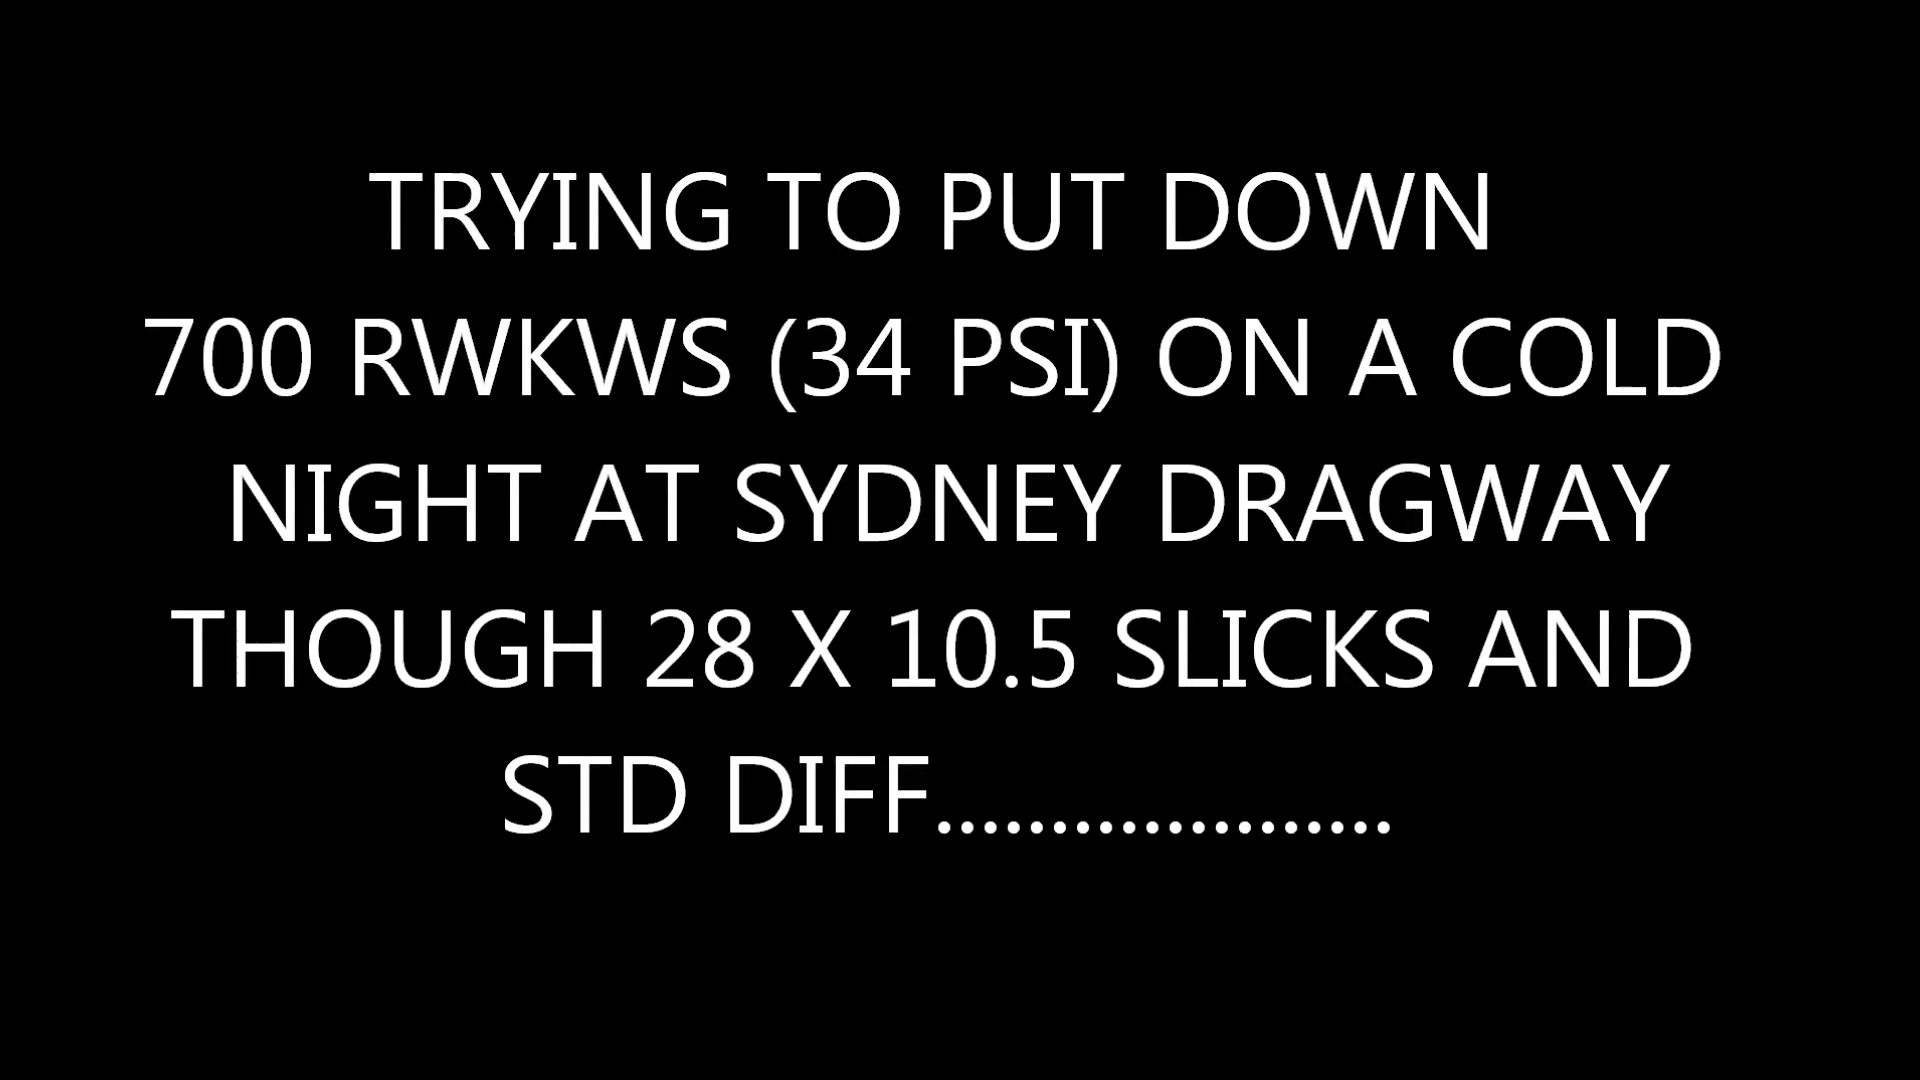 TRYING TO PUT DOWN
700 RWKWS (34 PSI) ON A COLD
NIGHT AT SYDNEY DRAGWAY
THOUGH 28 X 10.5 SLICKS AND
STD DIFF....................